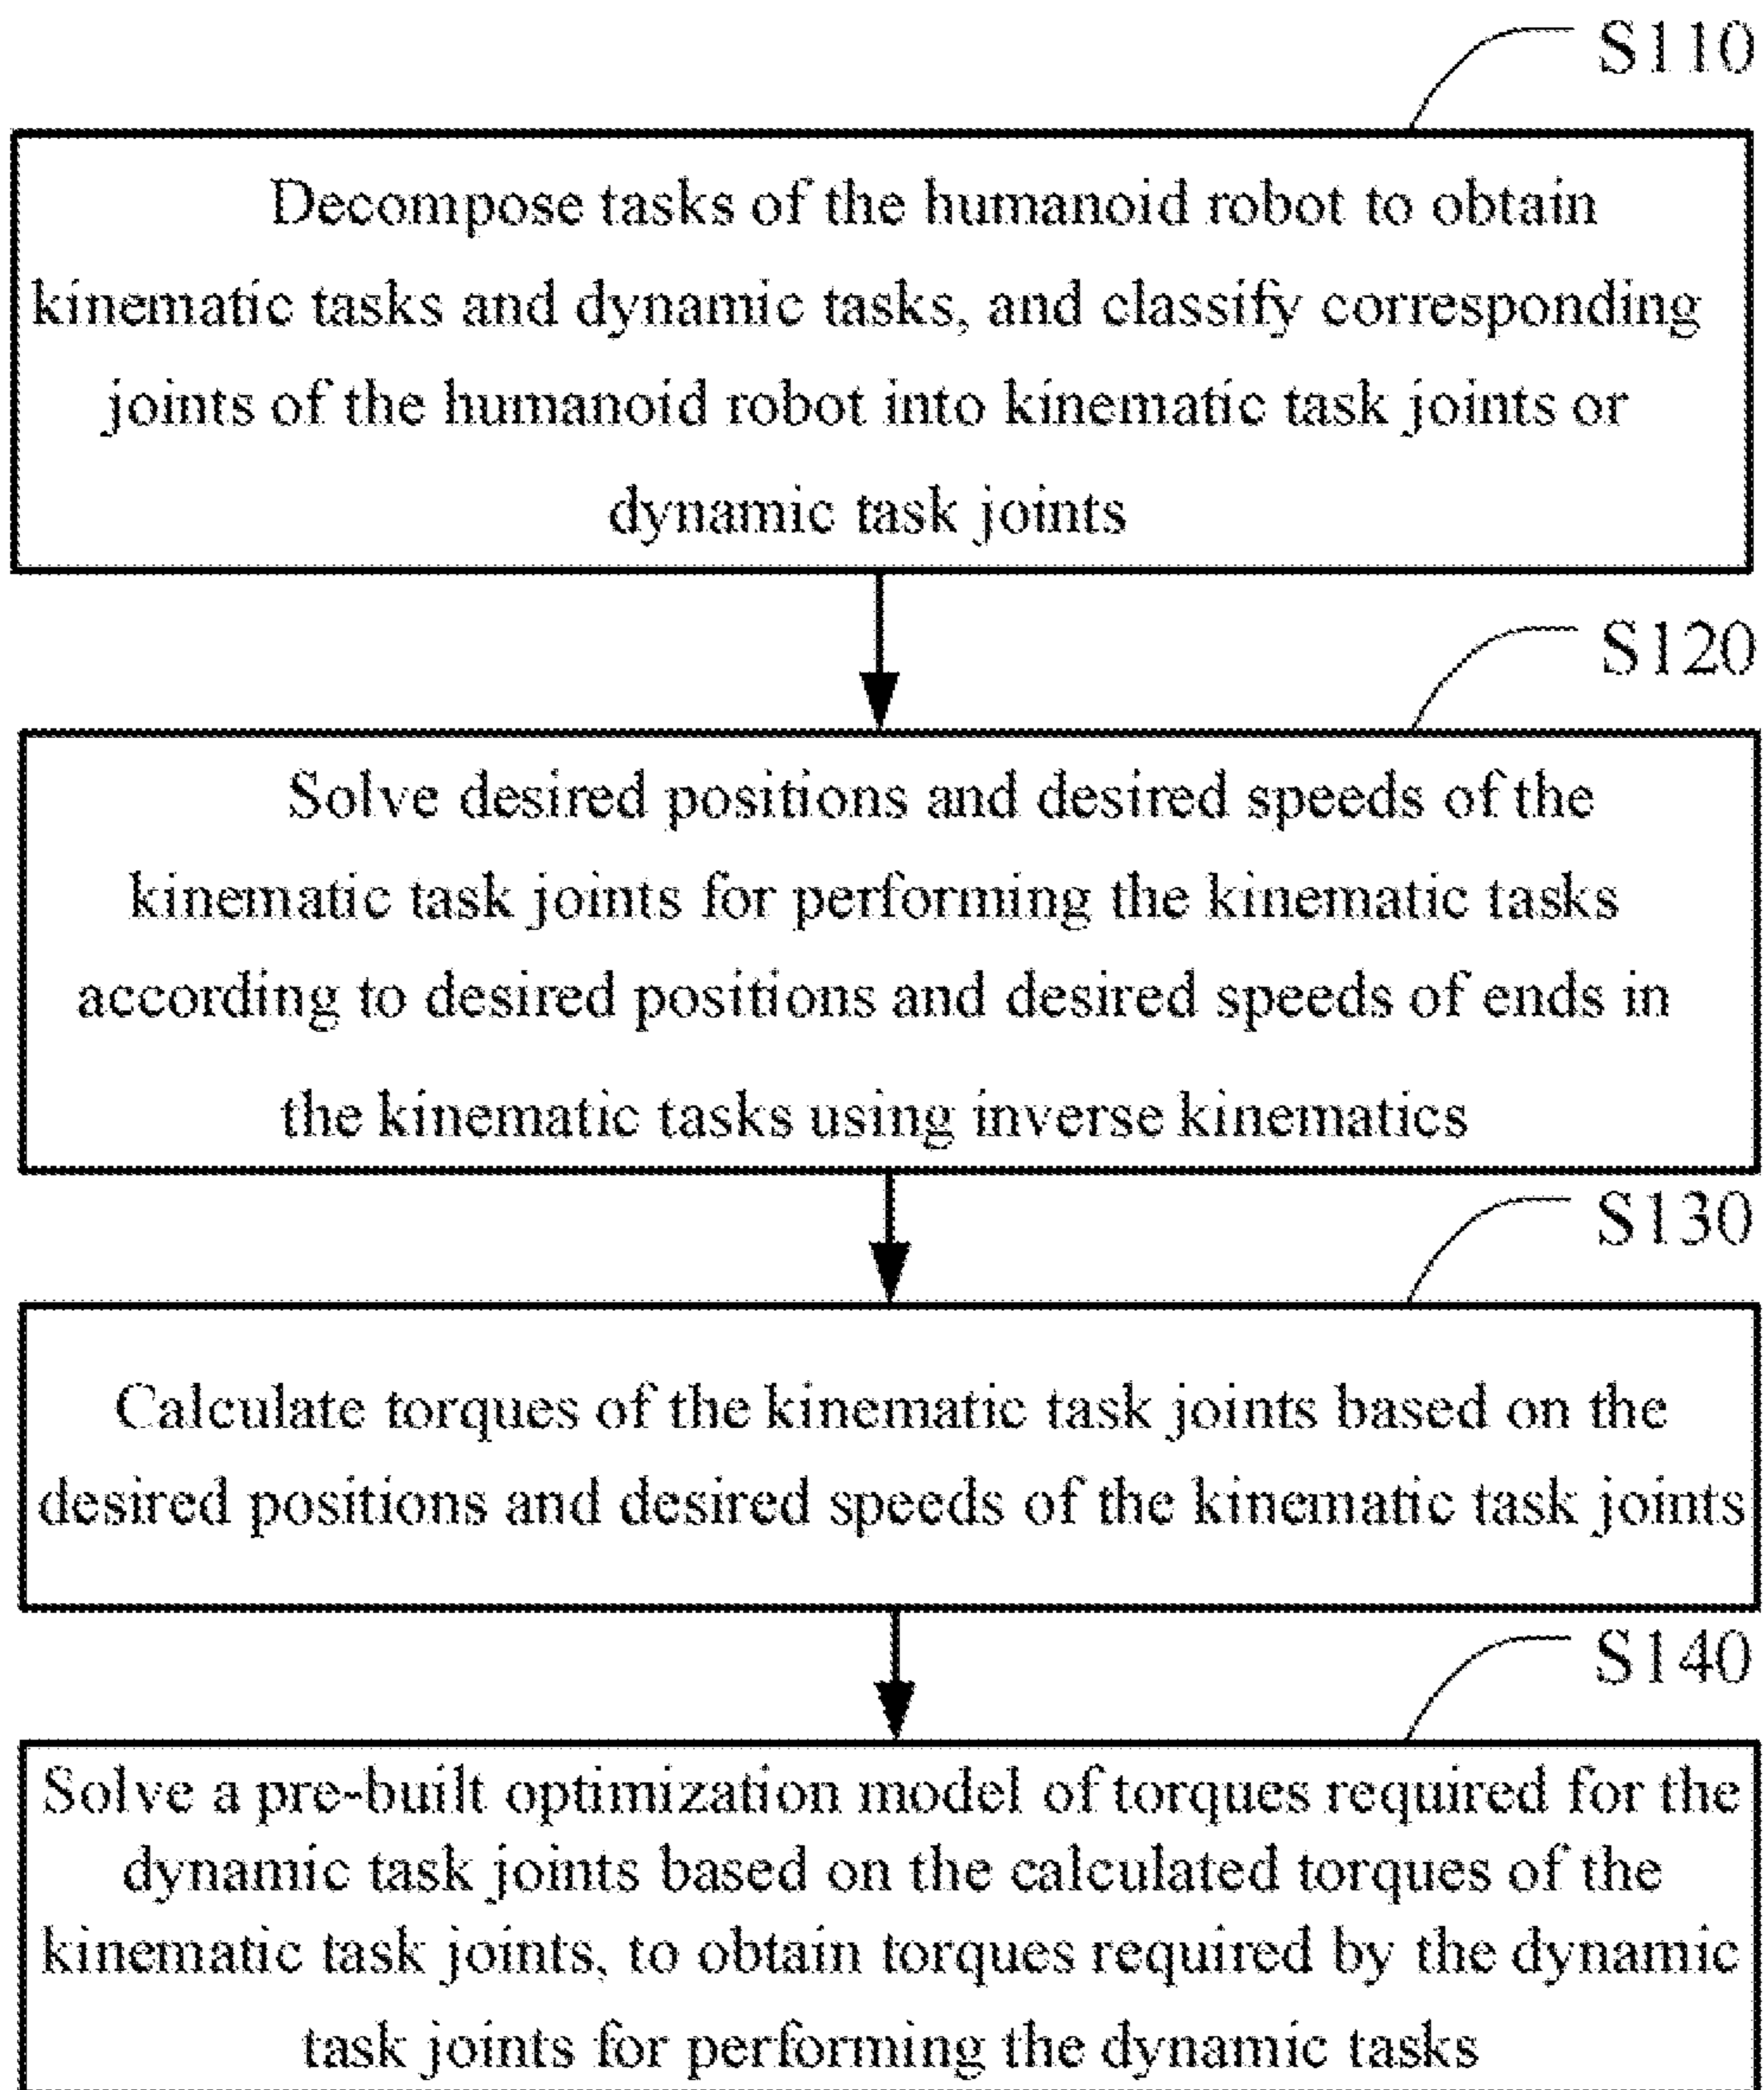 S110
Decompose tasks of the humanoid robot to obtain
kinematic tasks and dynamic tasks, and classify corresponding
joints of the humanoid robot into kinematic task joints or
dynamic task joints
S120
Solve desired positions and desired speeds of the
kinematic task joints for performing the kinematic tasks
according to desired positions and desired speeds of ends in
the kinematic tasks using inverse kinematics
S130
Calculate torques of the kinematic task joints based on the
desired positions and desired speeds of the kinematic task joints
S140
Solve a pre-built optimization model of torques required for the
dynamic task joints based on the calculated torques of the
kinematic task joints, to obtain torques required by the dynamic
task joints for performing the dynamic tasks